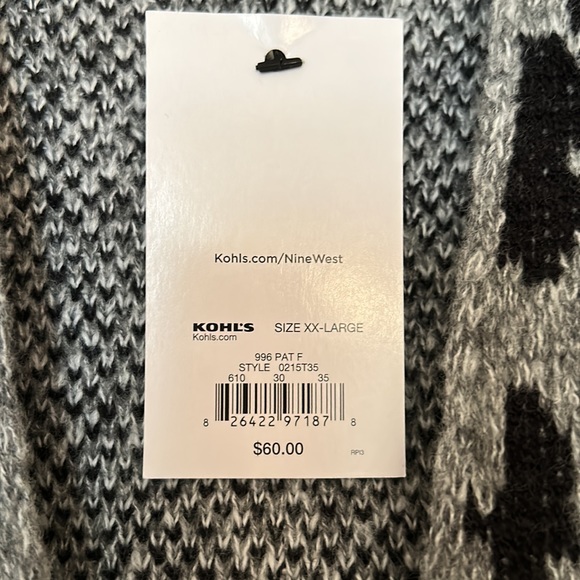 Kohls.com/NineWest
KOHL'S SIZE XX-LARGE
Kohls.com
996 PAT F
STYLE 0215T35
610 30 35
8 26422 97187 8
$60.00
RP13